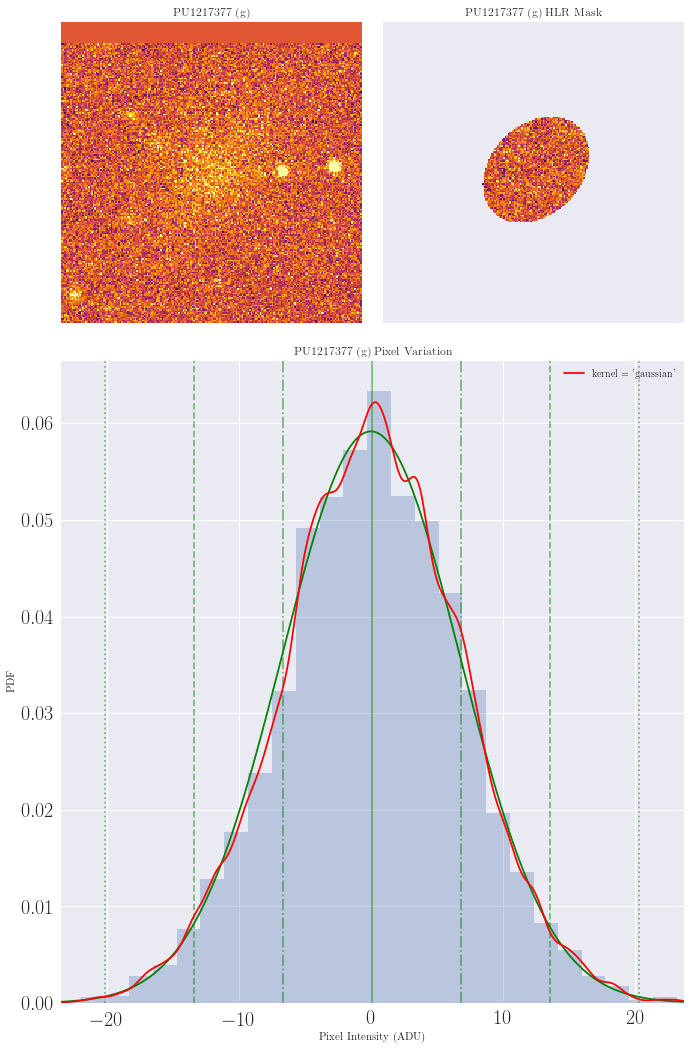 PU1217377 (g)
PU1217377 (g) HLR Mask
PU1217377 (g) Pixel Variation
kernel = 'gaussian'
0.06
0.05
0.04
0.03
0.02
0.01
0.00
PDF
−20
−10
0
10
20
Pixel Intensity (ADU)